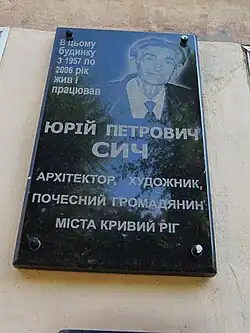 В цьому
будинку
з 1957 по
2006 рік
жив і
працював
ЮРІЙ ПЕТРОВИЧ
СИЧ
АРХІТЕКТОР, ХУДОЖНИК,
ПОЧЕСНИЙ ГРОМАДЯНИН
МІСТА КРИВИЙ РІГ